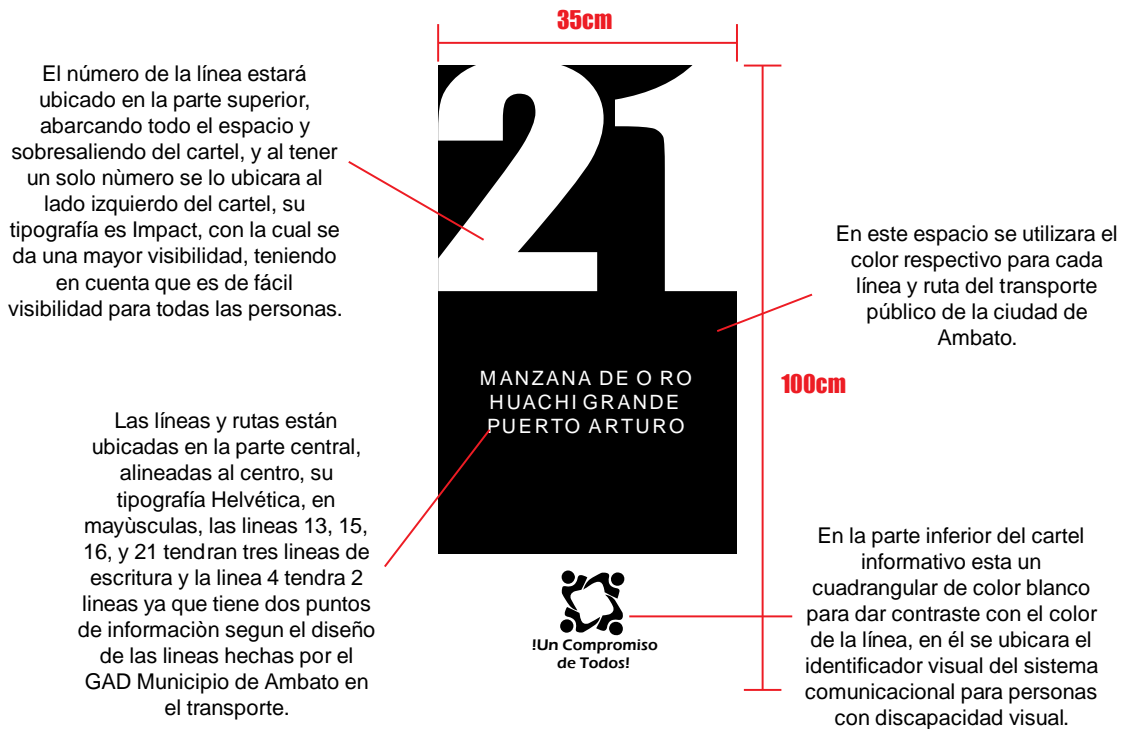 35cm
El número de la línea estará
ubicado en la parte superior,
abarcando todo el espacio y
sobresaliendo del cartel, y al tener
un solo nùmero se lo ubicara al
lado izquierdo del cartel, su
tipografía es Impact, con la cual se
da una mayor visibilidad, teniendo
en cuenta que es de fácil
visibilidad para todas las personas.
21
En este espacio se utilizara el
color respectivo para cada
línea y ruta del transporte
público de la ciudad de
Ambato.
100cm
MANZANA DE O RO
HUACHI GRANDE
PUERTO ARTURO
Las líneas y rutas están
ubicadas en la parte central,
alineadas al centro, su
tipografía Helvética, en
mayùsculas, las lineas 13, 15,
16, y 21 tendran tres lineas de
escritura y la linea 4 tendra 2
lineas ya que tiene dos puntos
de informaciòn segun el diseño
de las lineas hechas por el
GAD Municipio de Ambato en
el transporte.
!Un Compromiso
de Todos!
En la parte inferior del cartel
informativo esta un
cuadrangular de color blanco
para dar contraste con el color
de la línea, en él se ubicara el
identificador visual del sistema
comunicacional para personas
con discapacidad visual.